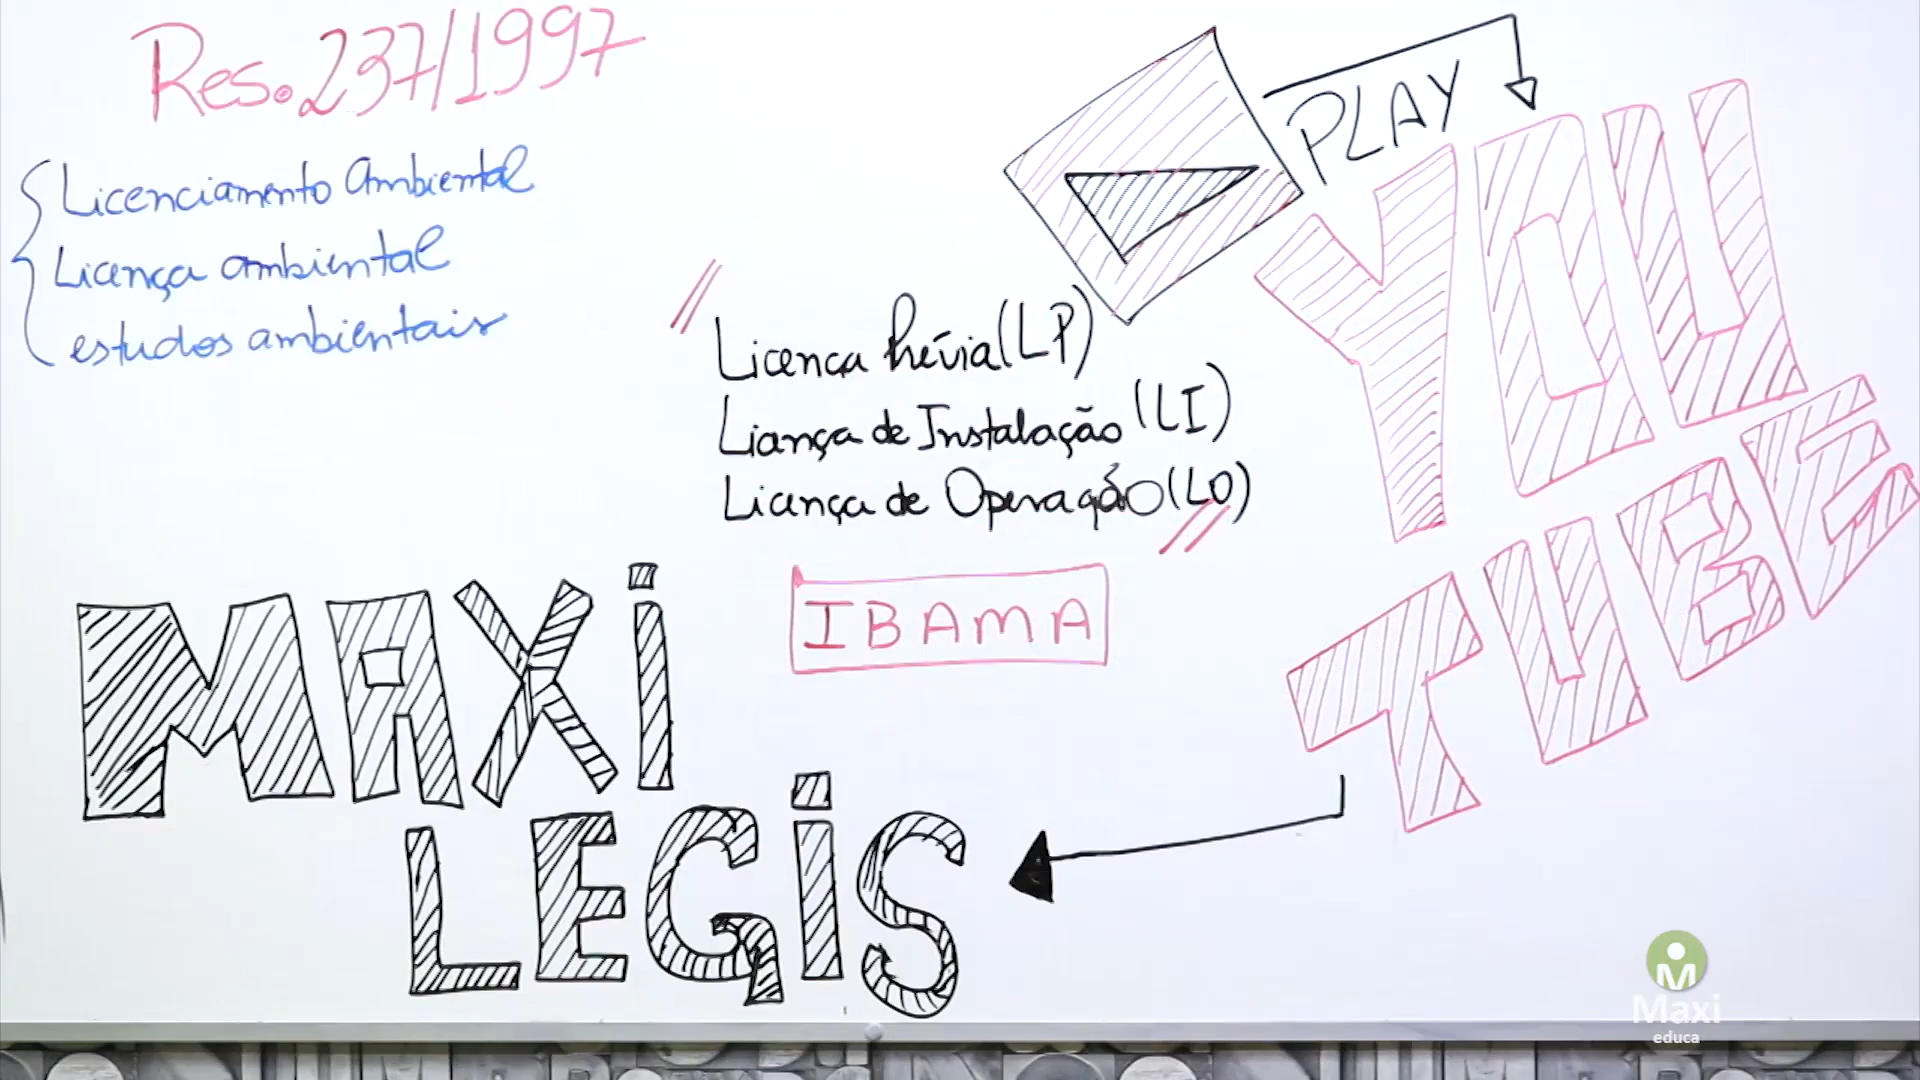 Res. 237/1997
Licenciamento Ambiental
Licença ambiental
estudos ambientais
PLAY
YOU
TUBE
Licenca Prévia (LP)
Liança de Instalação (LI)
Licença de Operação (LO)
IBAMA
MAXI
LEGIS
M
Maxi
educa